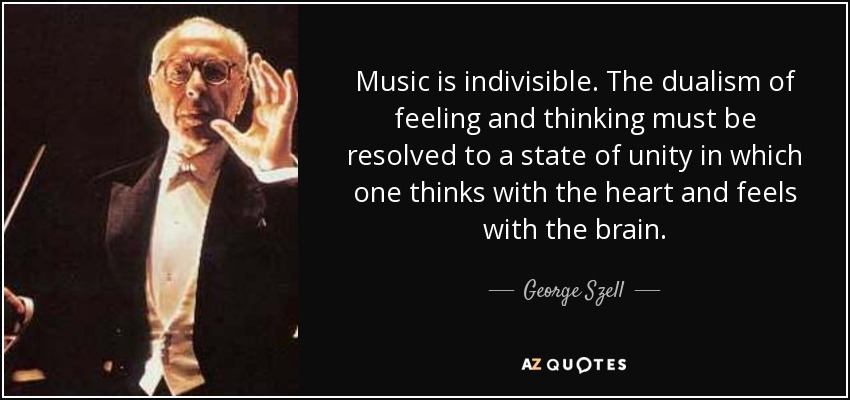 Music is indivisible. The dualism of
feeling and thinking must be
resolved to a state of unity in which
one thinks with the heart and feels
with the brain.
George Szell
AZ QUOTES